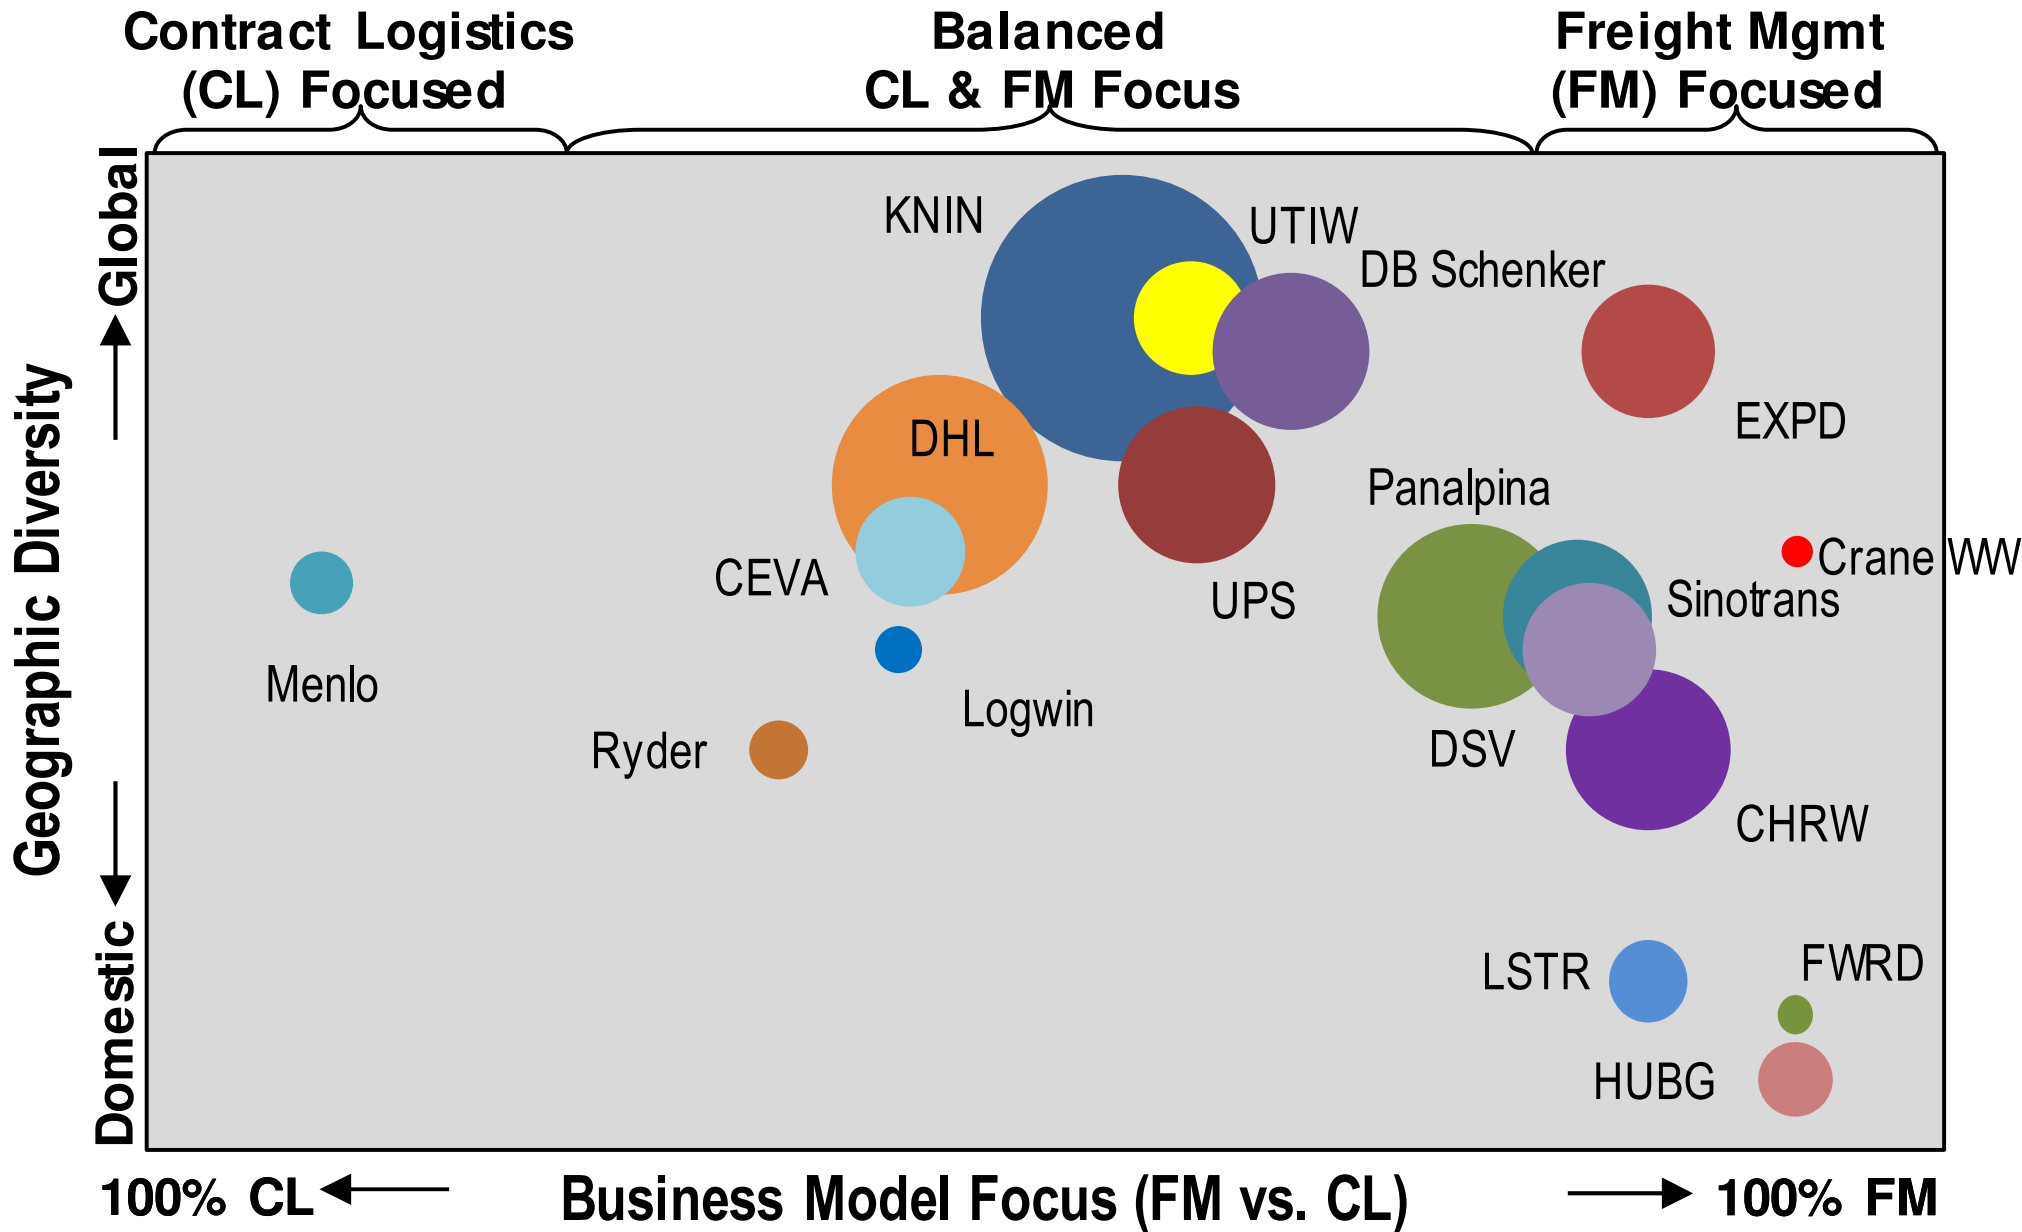 Contract Logistics
(CL) Focused
Balanced
CL & FM Focus
Freight Mgmt
(FM) Focused
Global
Geographic Diversity
Domestic
KNIN
UTIW
DB Schenker
EXPD
DHL
Panalpina
CEVA
Crane WW
UPS
Sinotrans
Menlo
Logwin
Ryder
DSV
CHRW
LSTR
FWRD
HUBG
100% CL
Business Model Focus (FM vs. CL)
100% FM